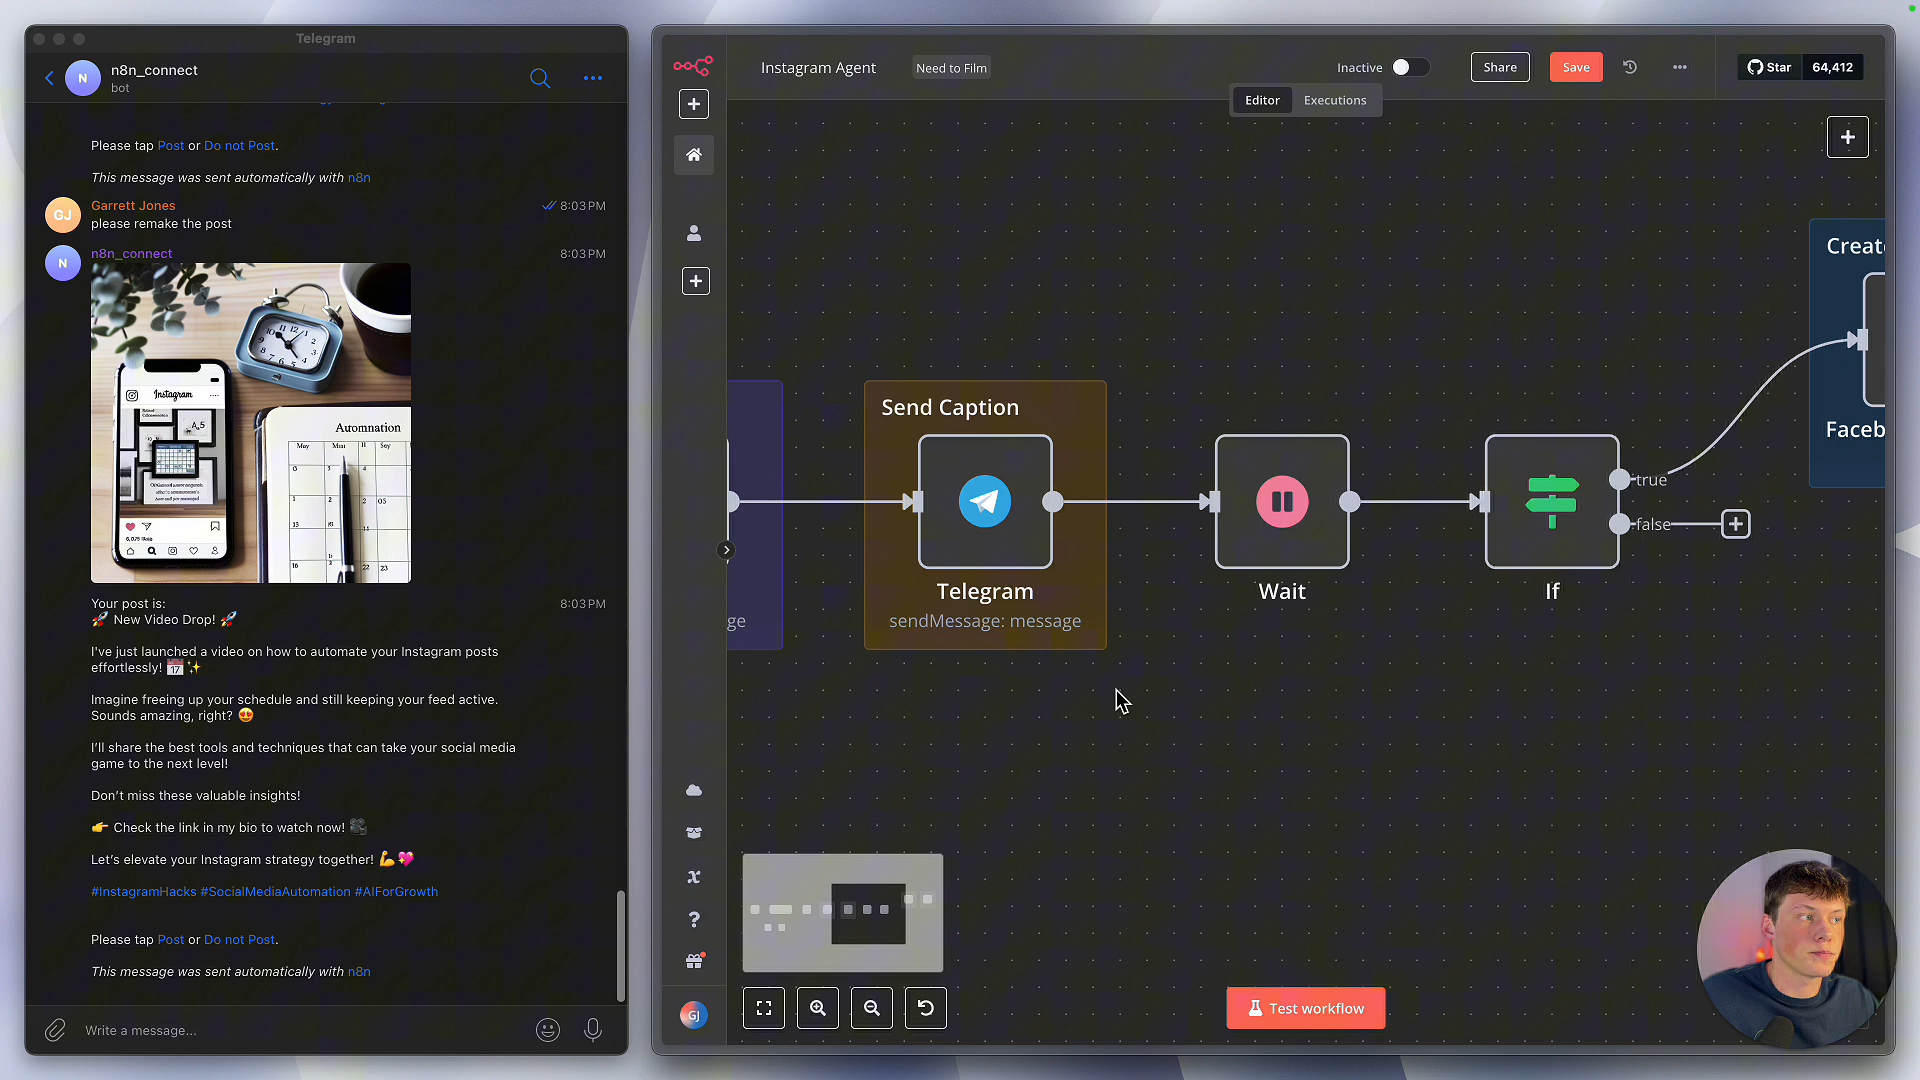 Telegram
N
n8n_connect
bot
Please tap Post or Do not Post.
This message was sent automatically with n8n
GJ
Garrett Jones
8:03 PM
please remake the post
N
n8n_connect
8:03 PM
Instagram
Automnation
Your post is:
8:03 PM
🚀 New Video Drop! 🚀
I've just launched a video on how to automate your Instagram posts
effortlessly! 📅✨
Imagine freeing up your schedule and still keeping your feed active.
Sounds amazing, right? 😍
I'll share the best tools and techniques that can take your social media
game to the next level!
Don't miss these valuable insights!
👉 Check the link in my bio to watch now! 🎥
Let's elevate your Instagram strategy together! 💪💖
#InstagramHacks #SocialMediaAutomation #AIForGrowth
Please tap Post or Do not Post.
This message was sent automatically with n8n
Write a message...
Instagram Agent
Need to Film
Inactive
Share
Save
Star
64,412
Editor
Executions
Create
Faceb
ge
Send Caption
Telegram
sendMessage: message
Wait
If
true
false
GJ
Test workflow